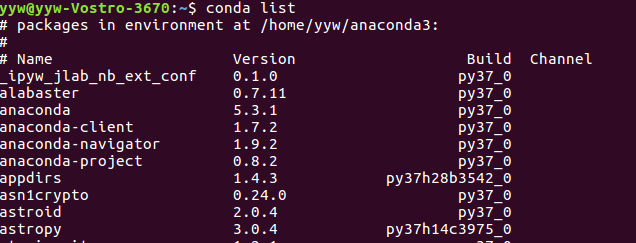 yyw@yyw-Vostro-3670:~$ conda list
# packages in environment at /home/yyw/anaconda3:
#
# Name Version Build Channel
_ipyw_jlab_nb_ext_conf 0.1.0 py37_0
alabaster 0.7.11 py37_0
anaconda 5.3.1 py37_0
anaconda-client 1.7.2 py37_0
anaconda-navigator 1.9.2 py37_0
anaconda-project 0.8.2 py37_0
appdirs 1.4.3 py37h28b3542_0
asn1crypto 0.24.0 py37_0
astroid 2.0.4 py37_0
astropy 3.0.4 py37h14c3975_0